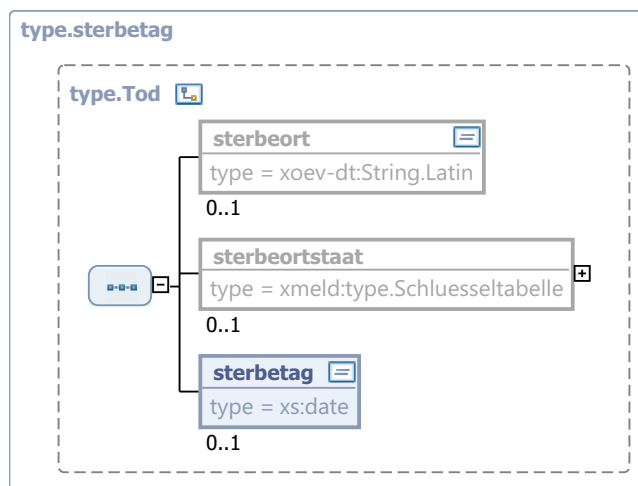 type.sterbetag
type.Tod
sterbeort
type = xoev-dt:String.Latin
0..1
sterbeortstaat
type = xmeld:type.Schluesseltabelle
0..1
sterbetag
type = xs:date
0..1